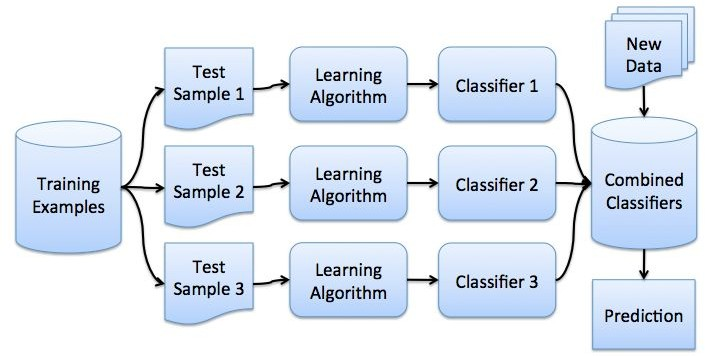 Training
Examples
Test
Sample 1
Learning
Algorithm
Classifier 1
Test
Sample 2
Learning
Algorithm
Classifier 2
Test
Sample 3
Learning
Algorithm
Classifier 3
New
Data
Combined
Classifiers
Prediction